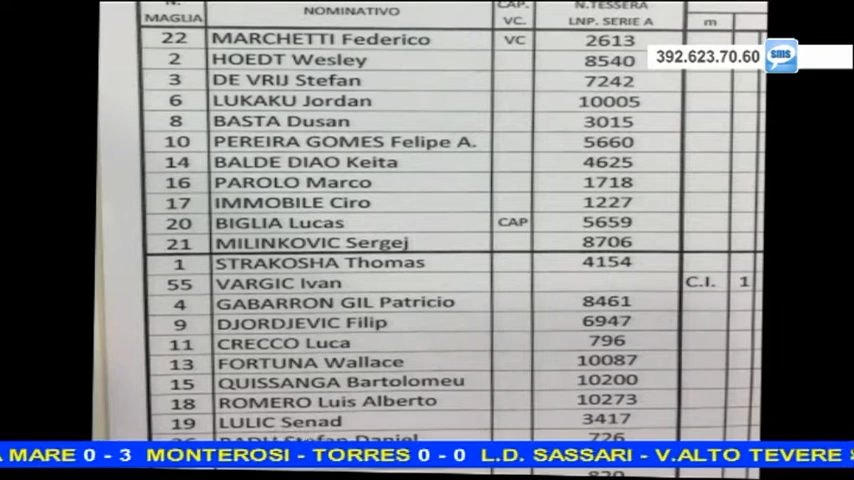 N. MAGLIA NOMINATIVO CAP. VC. N.TESSERA LNP. SERIE A m
22 MARCHETTI Federico VC 2613
2 HOEDT Wesley 8540
392.623.70.60 sms
3 DE VRIJ Stefan 7242
6 LUKAKU Jordan 10005
8 BASTA Dusan 3015
10 PEREIRA GOMES Felipe A. 5660
14 BALDE DIAO Keita 4625
16 PAROLO Marco 1718
17 IMMOBILE Ciro 1227
20 BIGLIA Lucas CAP 5659
21 MILINKOVIC Sergej 8706
1 STRAKOSHA Thomas 4154
55 VARGIC Ivan C.I. 1
4 GABARRON GIL Patricio 8461
9 DJORDJEVIC Filip 6947
11 CRECCO Luca 796
13 FORTUNA Wallace 10087
15 QUISSANGA Bartolomeu 10200
18 ROMERO Luis Alberto 10273
19 LULIC Senad 3417
26 RADU Stefan Daniel 726
A MARE 0 - 3 MONTEROSI - TORRES 0 - 0 L.D. SASSARI - V.ALTO TEVERE